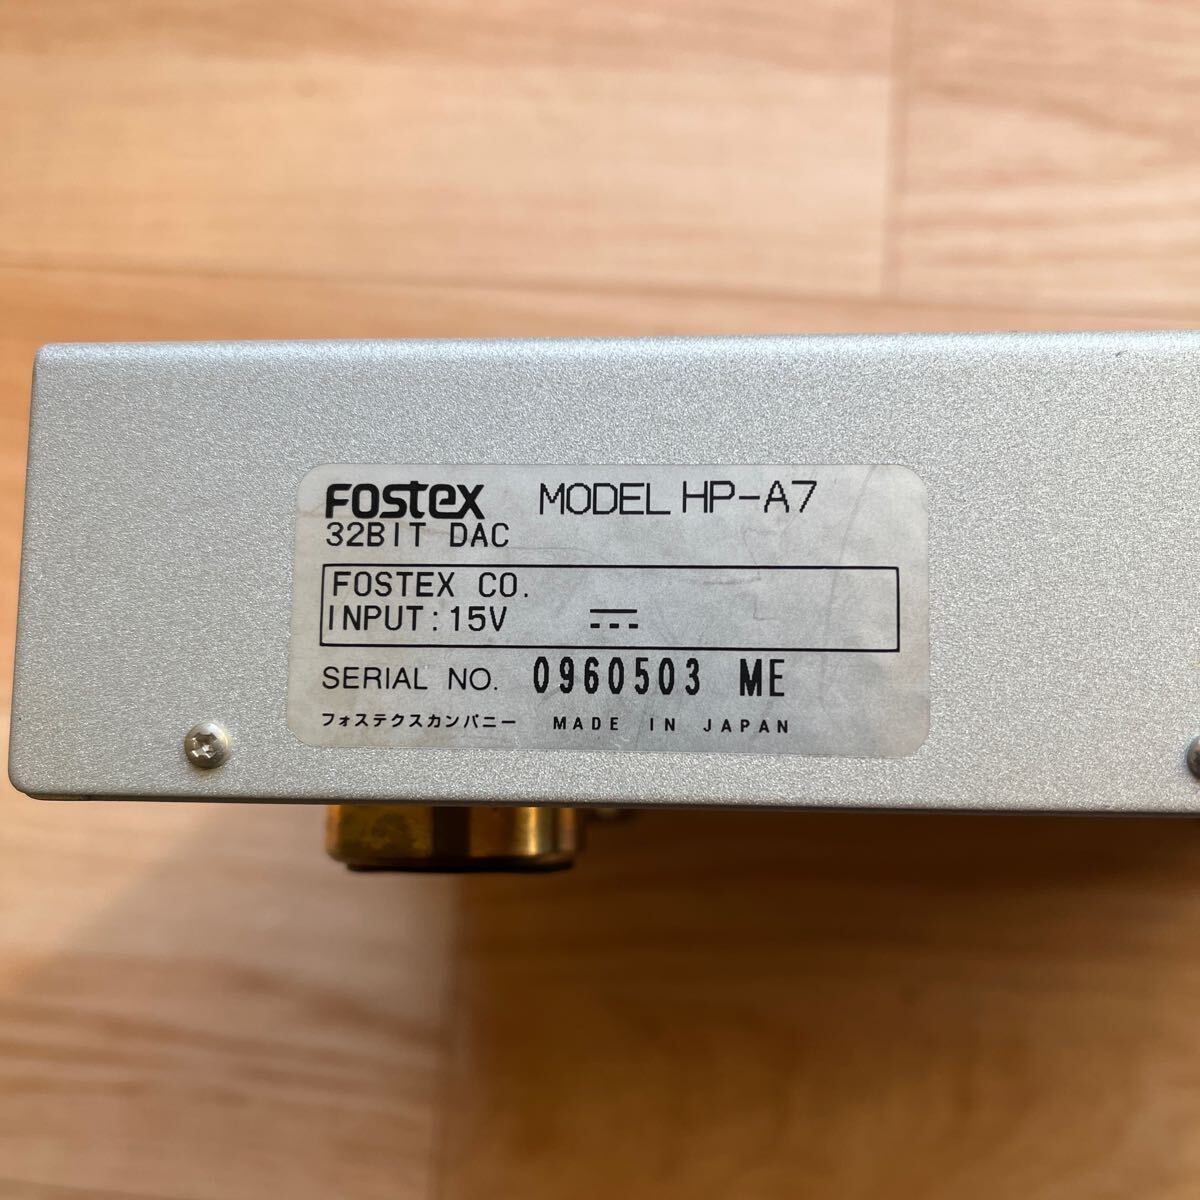 FOSTEX MODEL HP-A7
32BIT DAC
FOSTEX CO.
INPUT: 15V ⎓
SERIAL NO. 0960503 ME
フォステクスカンパニー MADE IN JAPAN